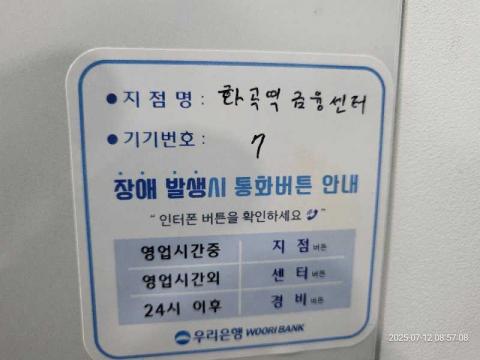 ● 지점명 : 화곡역 금융센터
● 기기번호 : 7
장애 발생시 통화버튼 안내
"인터폰 버튼을 확인하세요"
영업시간중 지점버튼
영업시간외 센터버튼
24시 이후 경비버튼
우리은행 WOORI BANK
2025-07-12 08:57:08